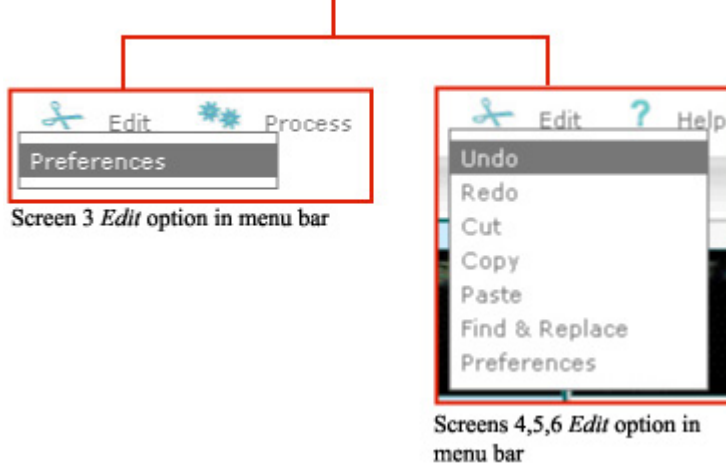 Edit Process
Preferences
Screen 3 Edit option in menu bar
Edit ? Help
Undo
Redo
Cut
Copy
Paste
Find & Replace
Preferences
Screens 4,5,6 Edit option in
menu bar